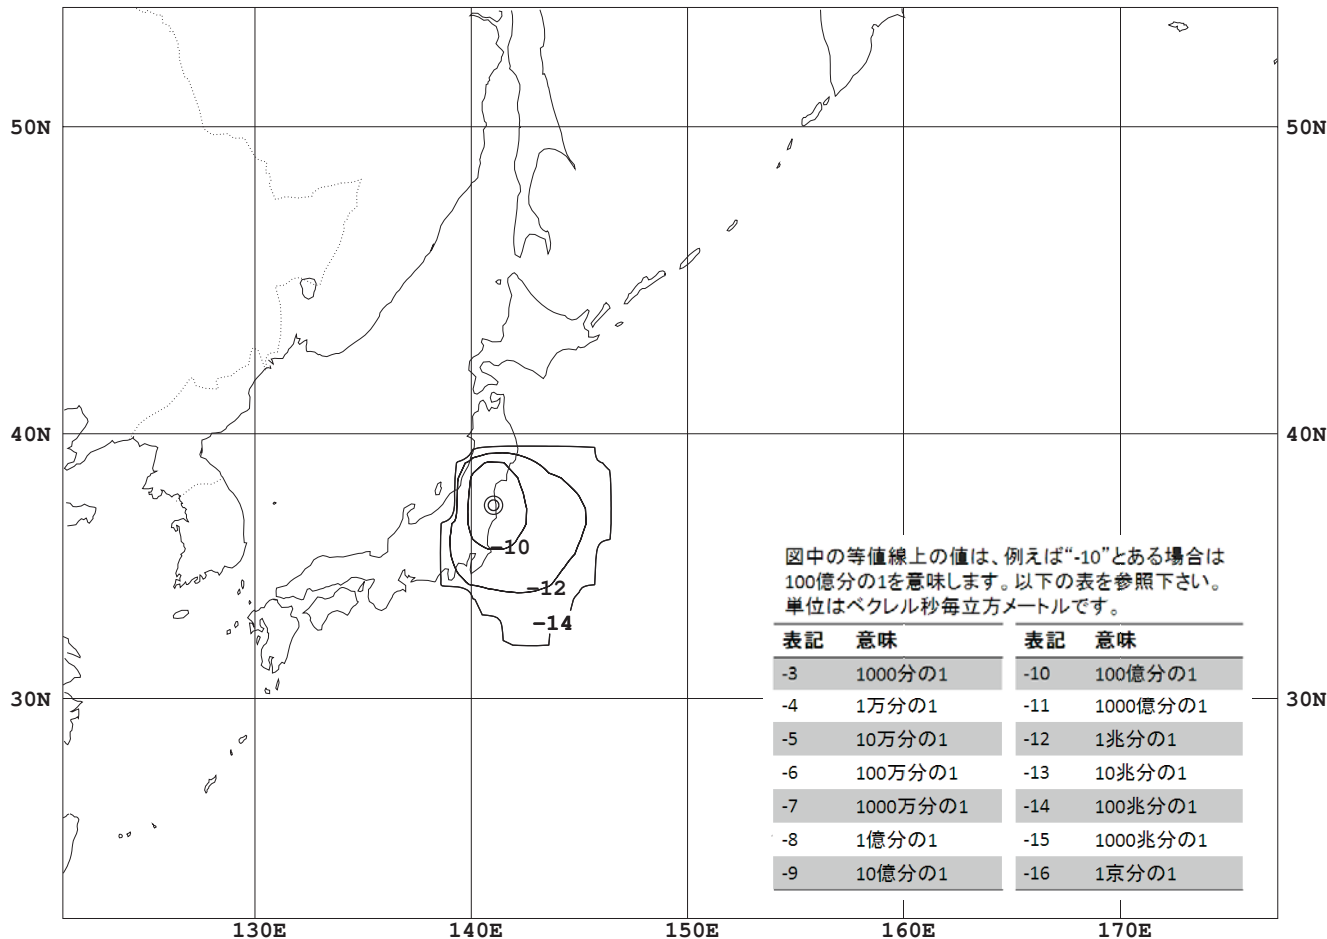 50N 50N
40N 40N
-10
図中の等値線上の値は、例えば“-10”とある場合は
100億分の1を意味します。以下の表を参照下さい。
単位はベクレル秒毎立方メートルです。
-12
-14
表記 意味 表記 意味
-3 1000分の1 -10 100億分の1
30N 30N
-4 1万分の1 -11 1000億分の1
-5 10万分の1 -12 1兆分の1
-6 100万分の1 -13 10兆分の1
-7 1000万分の1 -14 100兆分の1
-8 1億分の1 -15 1000兆分の1
-9 10億分の1 -16 1京分の1
130E 140E 150E 160E 170E